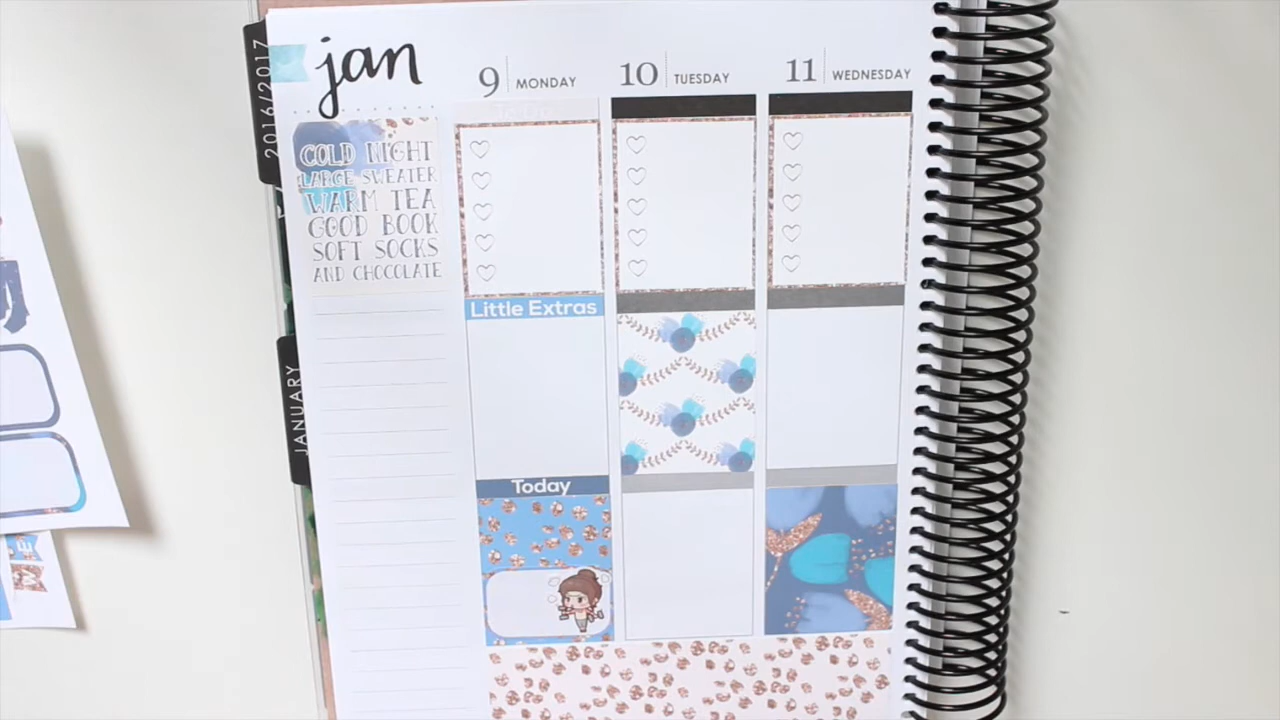 2016/2017
jan
9 MONDAY
10 TUESDAY
11 WEDNESDAY
COLD NIGHT
LARGE SWEATER
WARM TEA
GOOD BOOK
SOFT SOCKS
AND CHOCOLATE
Little Extras
JANUARY
Today